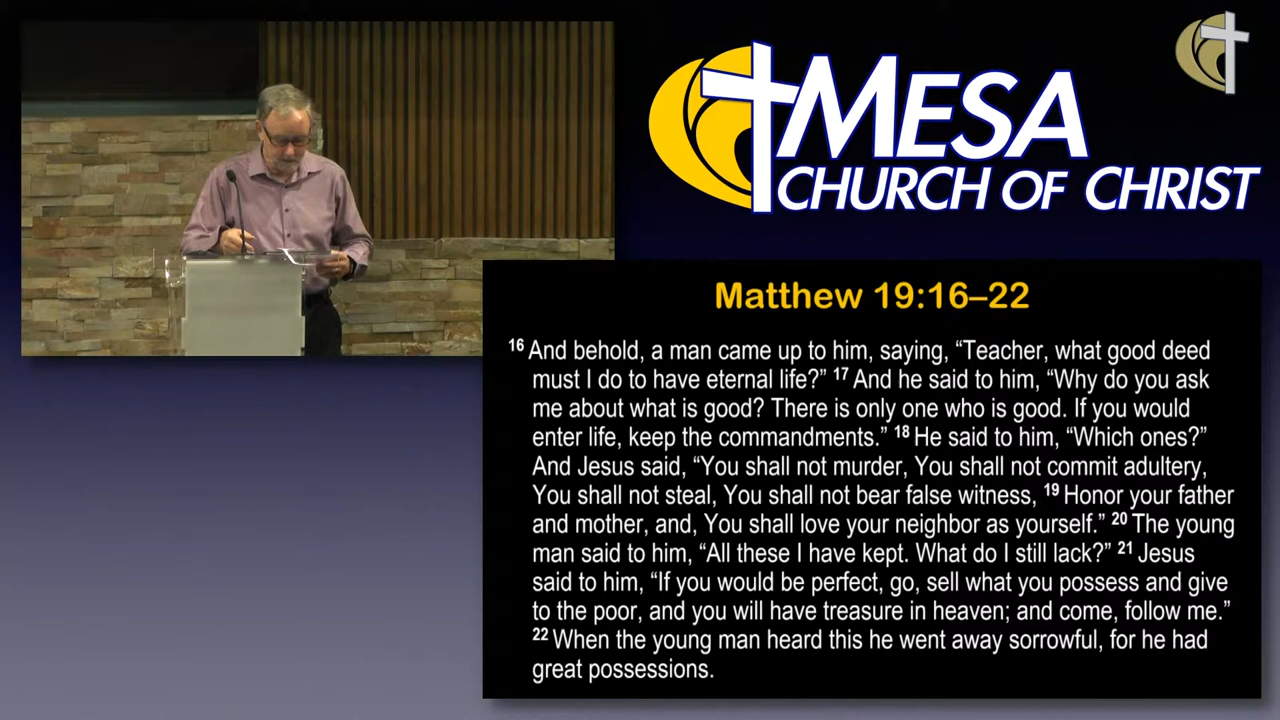 MESA
CHURCH OF CHRIST
Matthew 19:16–22
16 And behold, a man came up to him, saying, “Teacher, what good deed
must I do to have eternal life?” 17 And he said to him, “Why do you ask
me about what is good? There is only one who is good. If you would
enter life, keep the commandments.” 18 He said to him, “Which ones?”
And Jesus said, “You shall not murder, You shall not commit adultery,
You shall not steal, You shall not bear false witness, 19 Honor your father
and mother, and, You shall love your neighbor as yourself.” 20 The young
man said to him, “All these I have kept. What do I still lack?” 21 Jesus
said to him, “If you would be perfect, go, sell what you possess and give
to the poor, and you will have treasure in heaven; and come, follow me.”
22 When the young man heard this he went away sorrowful, for he had
great possessions.